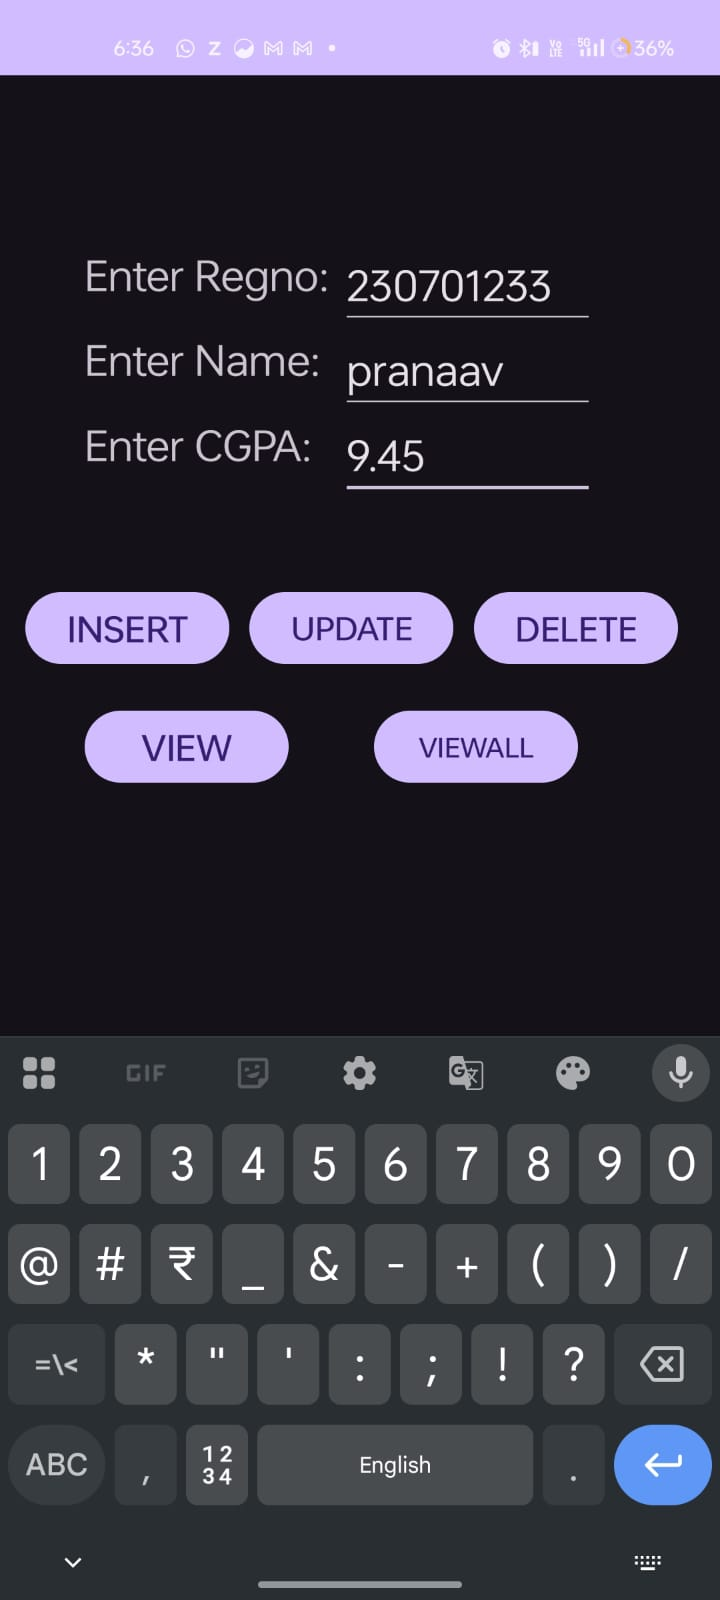 6:36 Z 5G 36%
Enter Regno: 230701233
Enter Name: pranaav
Enter CGPA: 9.45
INSERT UPDATE DELETE
VIEW VIEWALL
GIF
1 2 3 4 5 6 7 8 9 0
@ # ₹ _ & - + ( ) /
=\< * " ' : ; ! ?
ABC , 12 34 English .